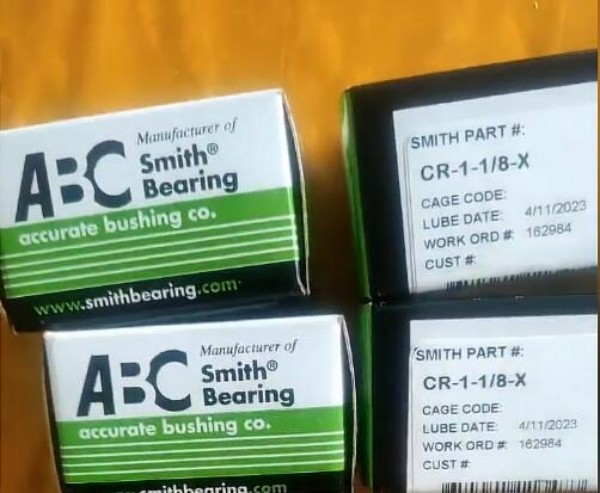 ABC
Manufacturer of
Smith®
Bearing
accurate bushing co.
www.smithbearing.com
SMITH PART #:
CR-1-1/8-X
CAGE CODE:
LUBE DATE: 4/11/2023
WORK ORD #: 162984
CUST #:
ABC
Manufacturer of
Smith®
Bearing
accurate bushing co.
smithbearing.com
SMITH PART #:
CR-1-1/8-X
CAGE CODE:
LUBE DATE: 4/11/2023
WORK ORD #: 162984
CUST #: